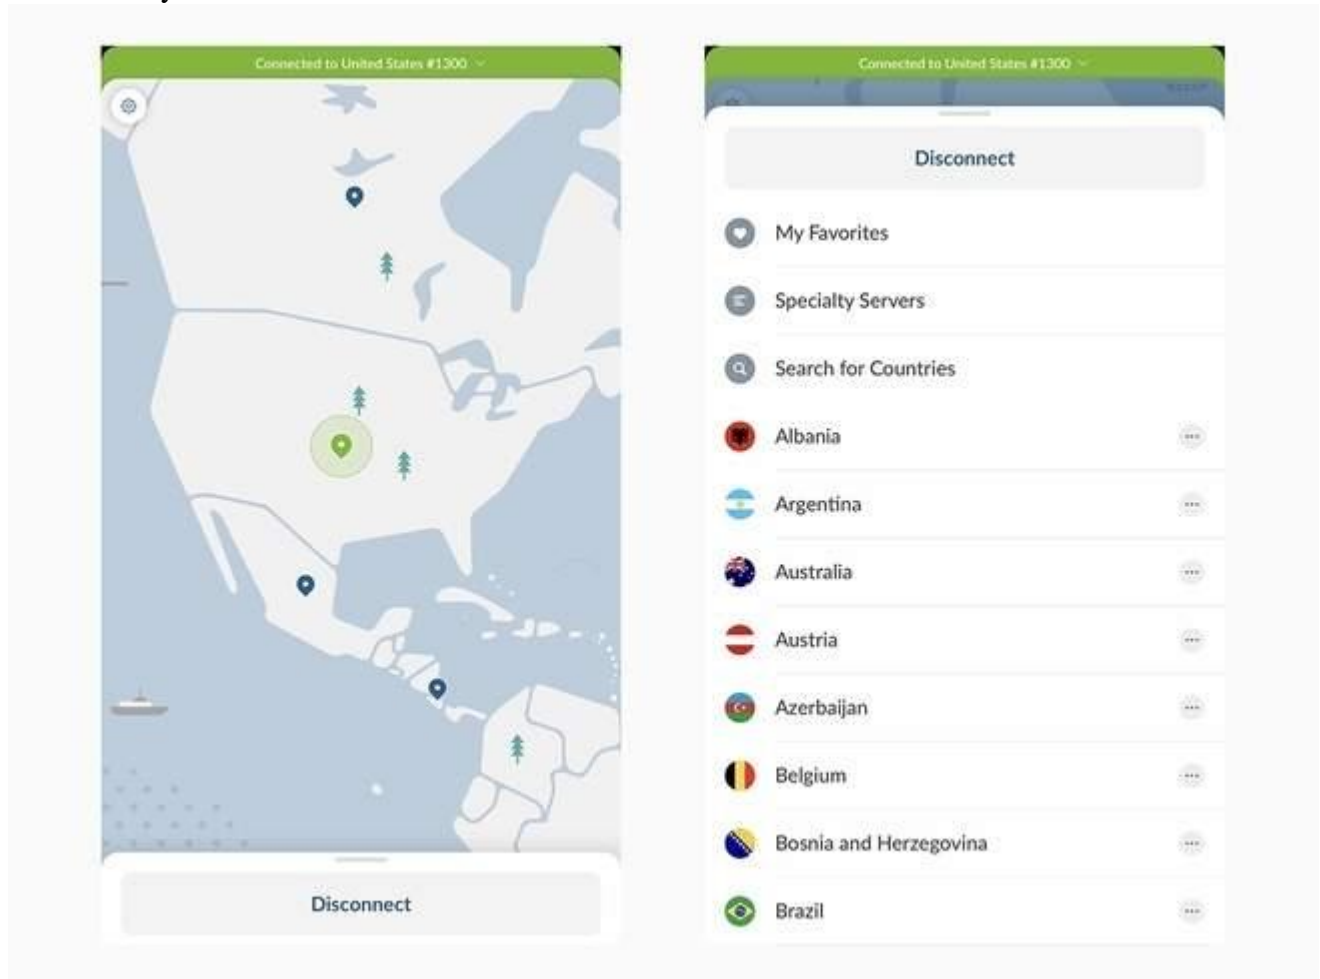 Connected to United States #1300
Disconnect
Connected to United States #1300
Disconnect
My Favorites
Specialty Servers
Search for Countries
Albania
Argentina
Australia
Austria
Azerbaijan
Belgium
Bosnia and Herzegovina
Brazil